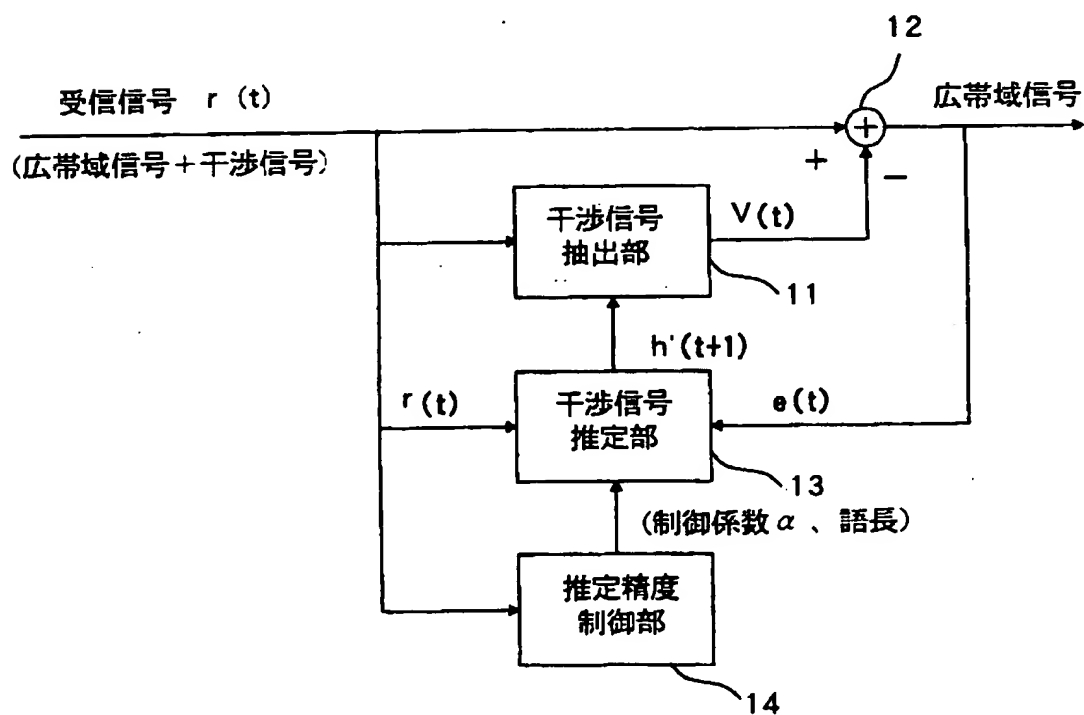 12
受信信号 r (t)
広帯域信号
(広帯域信号＋干渉信号)
+
+
−
干渉信号
抽出部
V(t)
11
h'(t+1)
r(t)
干渉信号
推定部
e(t)
13
(制御係数α、語長)
推定精度
制御部
14